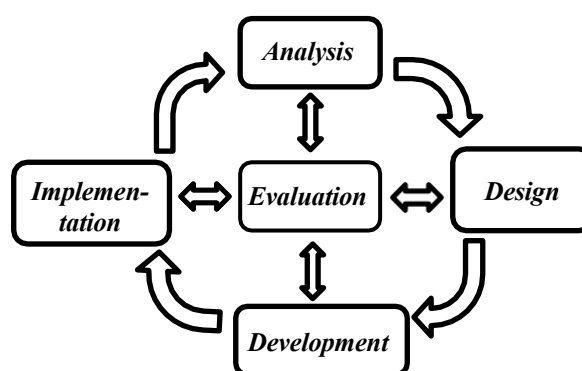 Analysis
Implemen-
tation
Evaluation
Design
Development